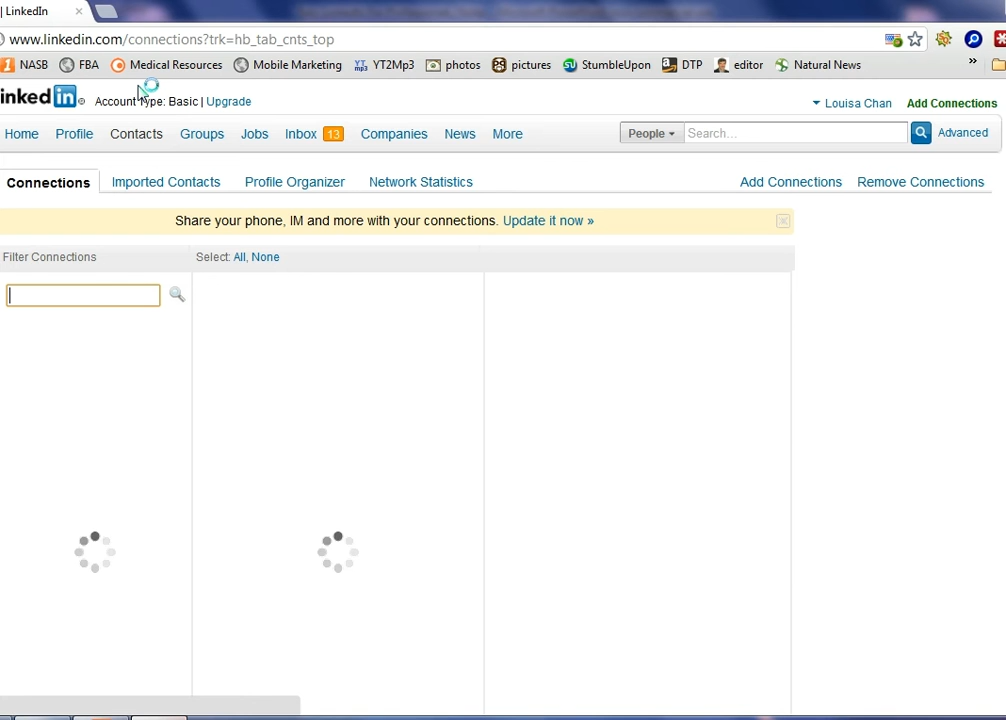 LinkedIn
www.linkedin.com/connections?trk=hb_tab_cnts_top
NASB FBA Medical Resources Mobile Marketing YT2Mp3 photos pictures StumbleUpon DTP editor Natural News »
inked in ® Account Type: Basic | Upgrade Louisa Chan Add Connections
Home Profile Contacts Groups Jobs Inbox 13 Companies News More People Search... Advanced
Connections Imported Contacts Profile Organizer Network Statistics Add Connections Remove Connections
Share your phone, IM and more with your connections. Update it now »
Filter Connections Select: All, None